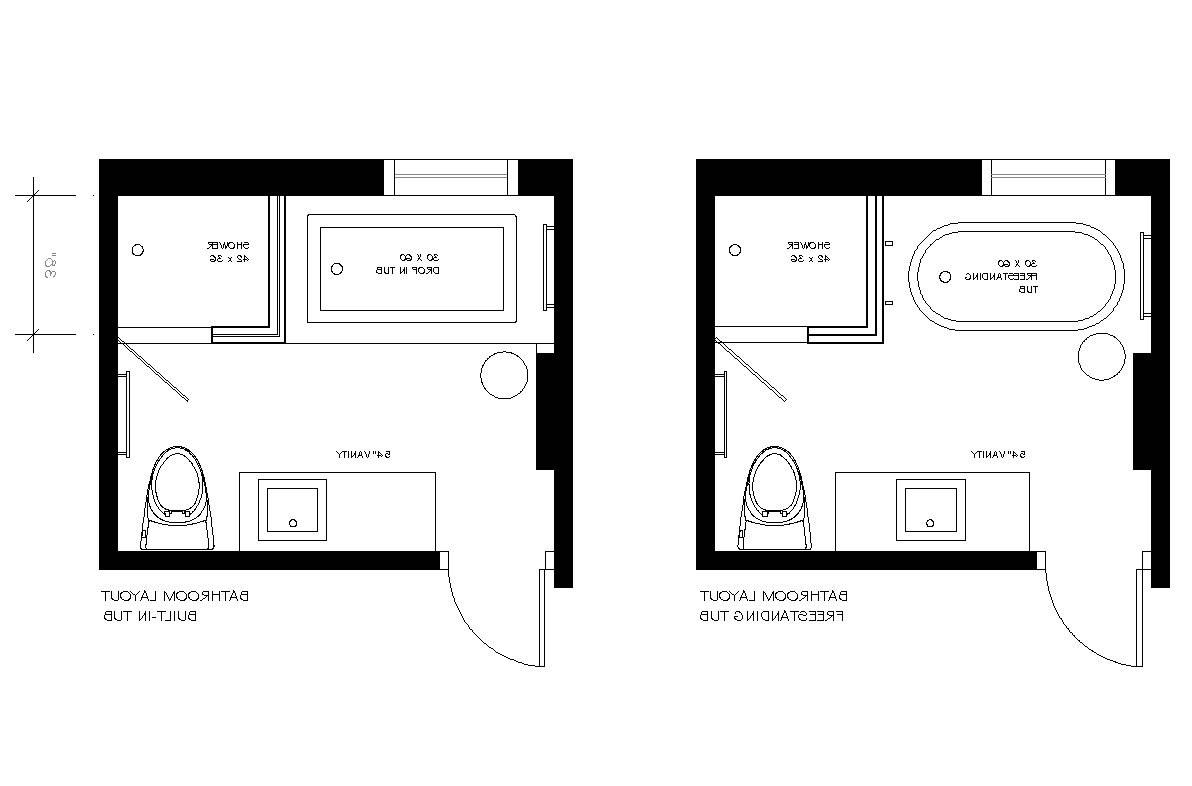 SHOWER
42 x 36
30 X 60
DROP IN TUB
54" VANITY
BATHROOM LAYOUT
BUILT-IN TUB
SHOWER
42 x 36
30 X 60
FREESTANDING
TUB
54" VANITY
BATHROOM LAYOUT
FREESTANDING TUB